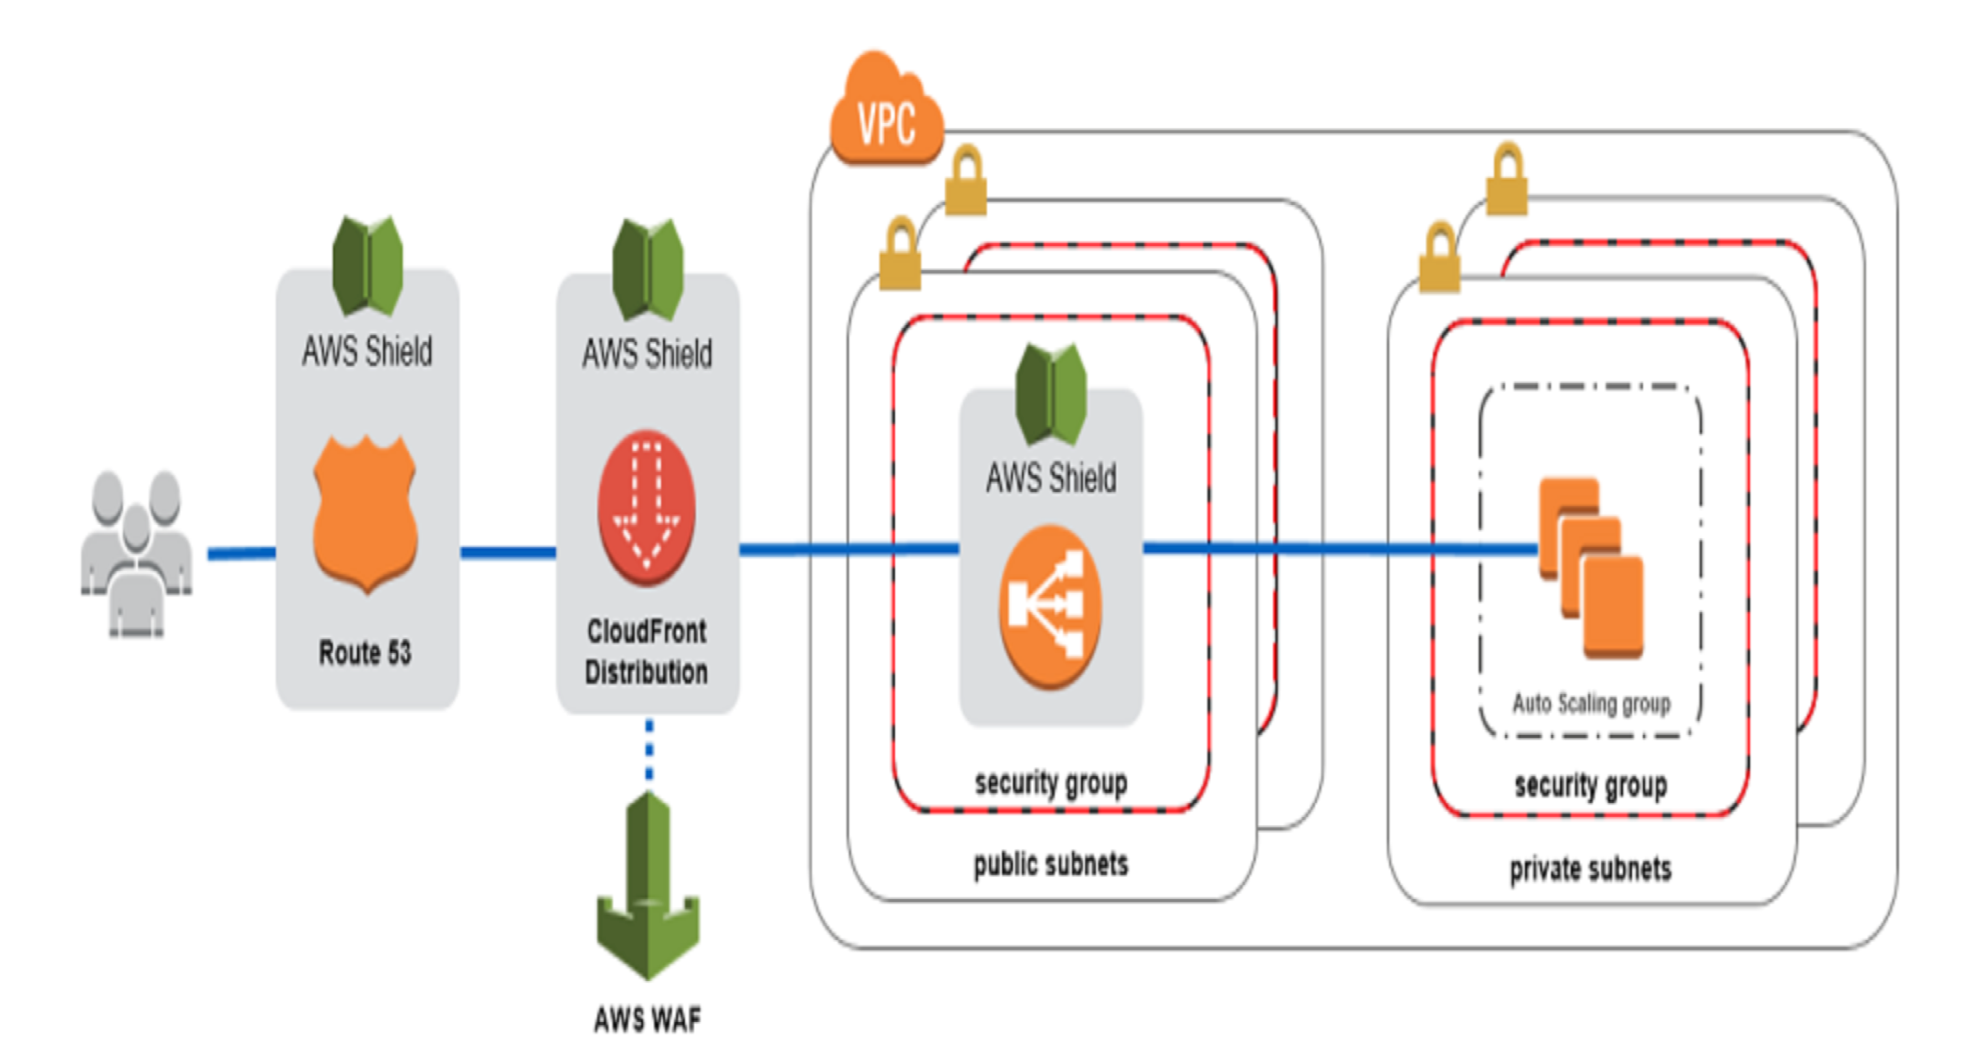 VPC
AWS Shield
Route 53
AWS Shield
CloudFront
Distribution
AWS WAF
AWS Shield
security group
public subnets
Auto Scaling group
security group
private subnets